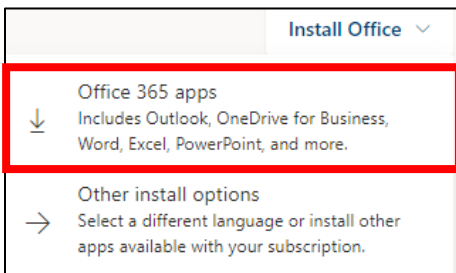 Install Office
Office 365 apps
Includes Outlook, OneDrive for Business,
Word, Excel, PowerPoint, and more.
Other install options
Select a different language or install other
apps available with your subscription.